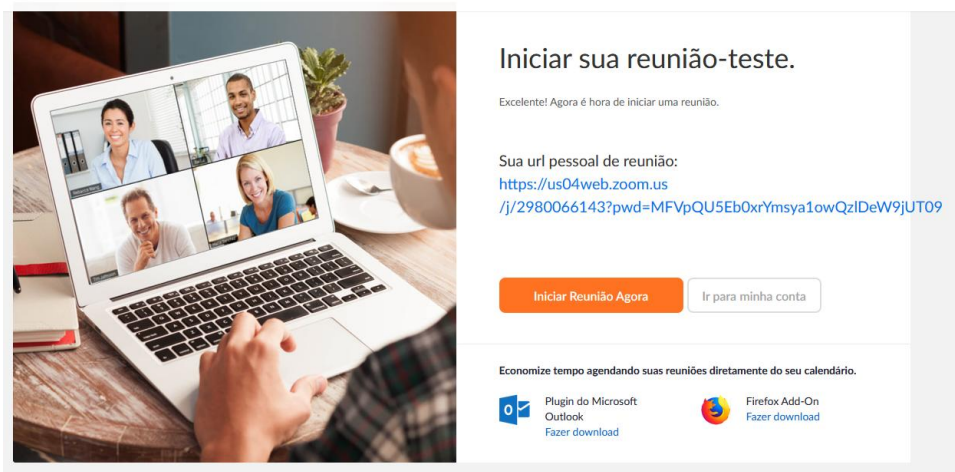 Iniciar sua reunião-teste.
Excelente! Agora é hora de iniciar uma reunião.
Sua url pessoal de reunião:
https://us04web.zoom.us
/j/2980066143?pwd=MFVpQU5Eb0xrYmsya1owQzlDeW9jUT09
Iniciar Reunião Agora
Ir para minha conta
Economize tempo agendando suas reuniões diretamente do seu calendário.
Plugin do Microsoft
Outlook
Fazer download
Firefox Add-On
Fazer download